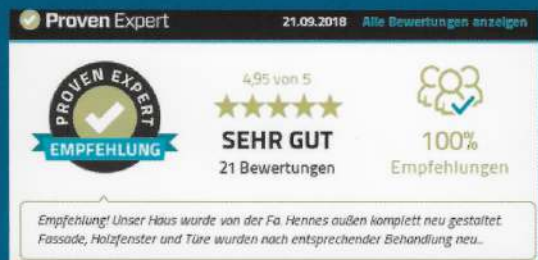 Proven Expert 21.09.2018 Alle Bewertungen anzeigen
PROVEN EXPERT
EMPFEHLUNG
4,95 von 5
SEHR GUT
21 Bewertungen
100%
Empfehlungen
Empfehlung! Unser Haus wurde von der Fa. Hennes außen komplett neu gestaltet.
Fassade, Holzfenster und Türe wurden nach entsprechender Behandlung neu...